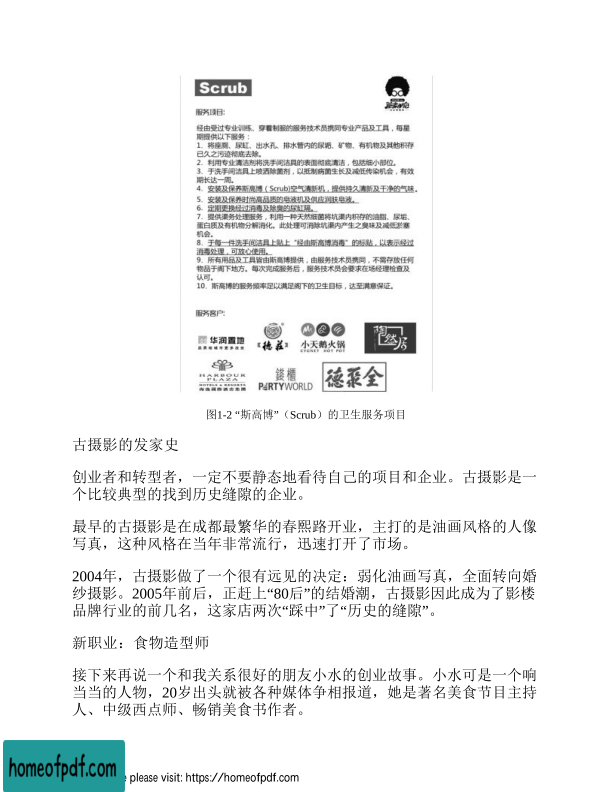 Scrub
服务项目:
经由受过专业训练、穿着制服的服务技术员携同专业产品及工具，每星
期提供以下服务：
1、将座厕、尿缸、出水孔、排水管内的尿箱、矿物、有机物及其他积存
已久之污迹彻底去除。
2、利用专业清洁剂将洗手间洁具的表面彻底清洁，包括细小部位。
3、于洗手间洁具上喷洒除菌剂，以抵制病菌生长及减低传染机会，有效
期长达一周。
4、安装及保养斯高博（Scrub)空气清新机，提供持久清新及干净的气味。
5、安装及保养时尚高品质的皂液机及供应润肤皂液。
6、定期更换经过消毒及除臭的尿缸隔。
7、提供渠务处理服务，利用一种天然细菌将坑渠内积存的油脂、尿垢、
蛋白质及有机物分解消化。此处理可消除坑渠内产生之臭味及减低淤塞
机会。
8、于每一件洗手间洁具上贴上“经由斯高博消毒”的标贴，以表示经过
消毒处理，可放心使用。
9、所有用品及工具皆由斯高博提供，由服务技术员携同，不需存放任何
物品于阁下地方。每次完成服务后，服务技术员会要求在场经理检查及
认可。
10、斯高博的服务频率足以满足阁下的卫生目标，达至满意保证。
服务客户:
华润置地
德莊
小天鹅火锅
CYGNET HOT POT
陶然居
HARBOUR
PLAZA
HOTELS & RESORTS
錢櫃
PARTYWORLD
德聚全
图1-2 “斯高博”（Scrub）的卫生服务项目
古摄影的发家史
创业者和转型者，一定不要静态地看待自己的项目和企业。古摄影是一
个比较典型的找到历史缝隙的企业。
最早的古摄影是在成都最繁华的春熙路开业，主打的是油画风格的人像
写真，这种风格在当年非常流行，迅速打开了市场。
2004年，古摄影做了一个很有远见的决定：弱化油画写真，全面转向婚
纱摄影。2005年前后，正赶上“80后”的结婚潮，古摄影因此成为了影楼
品牌行业的前几名，这家店两次“踩中”了“历史的缝隙”。
新职业：食物造型师
接下来再说一个和我关系很好的朋友小水的创业故事。小水可是一个响
当当的人物，20岁出头就被各种媒体争相报道，她是著名美食节目主持
人、中级西点师、畅销美食书作者。
homeofpdf.com
e please visit: https://homeofpdf.com